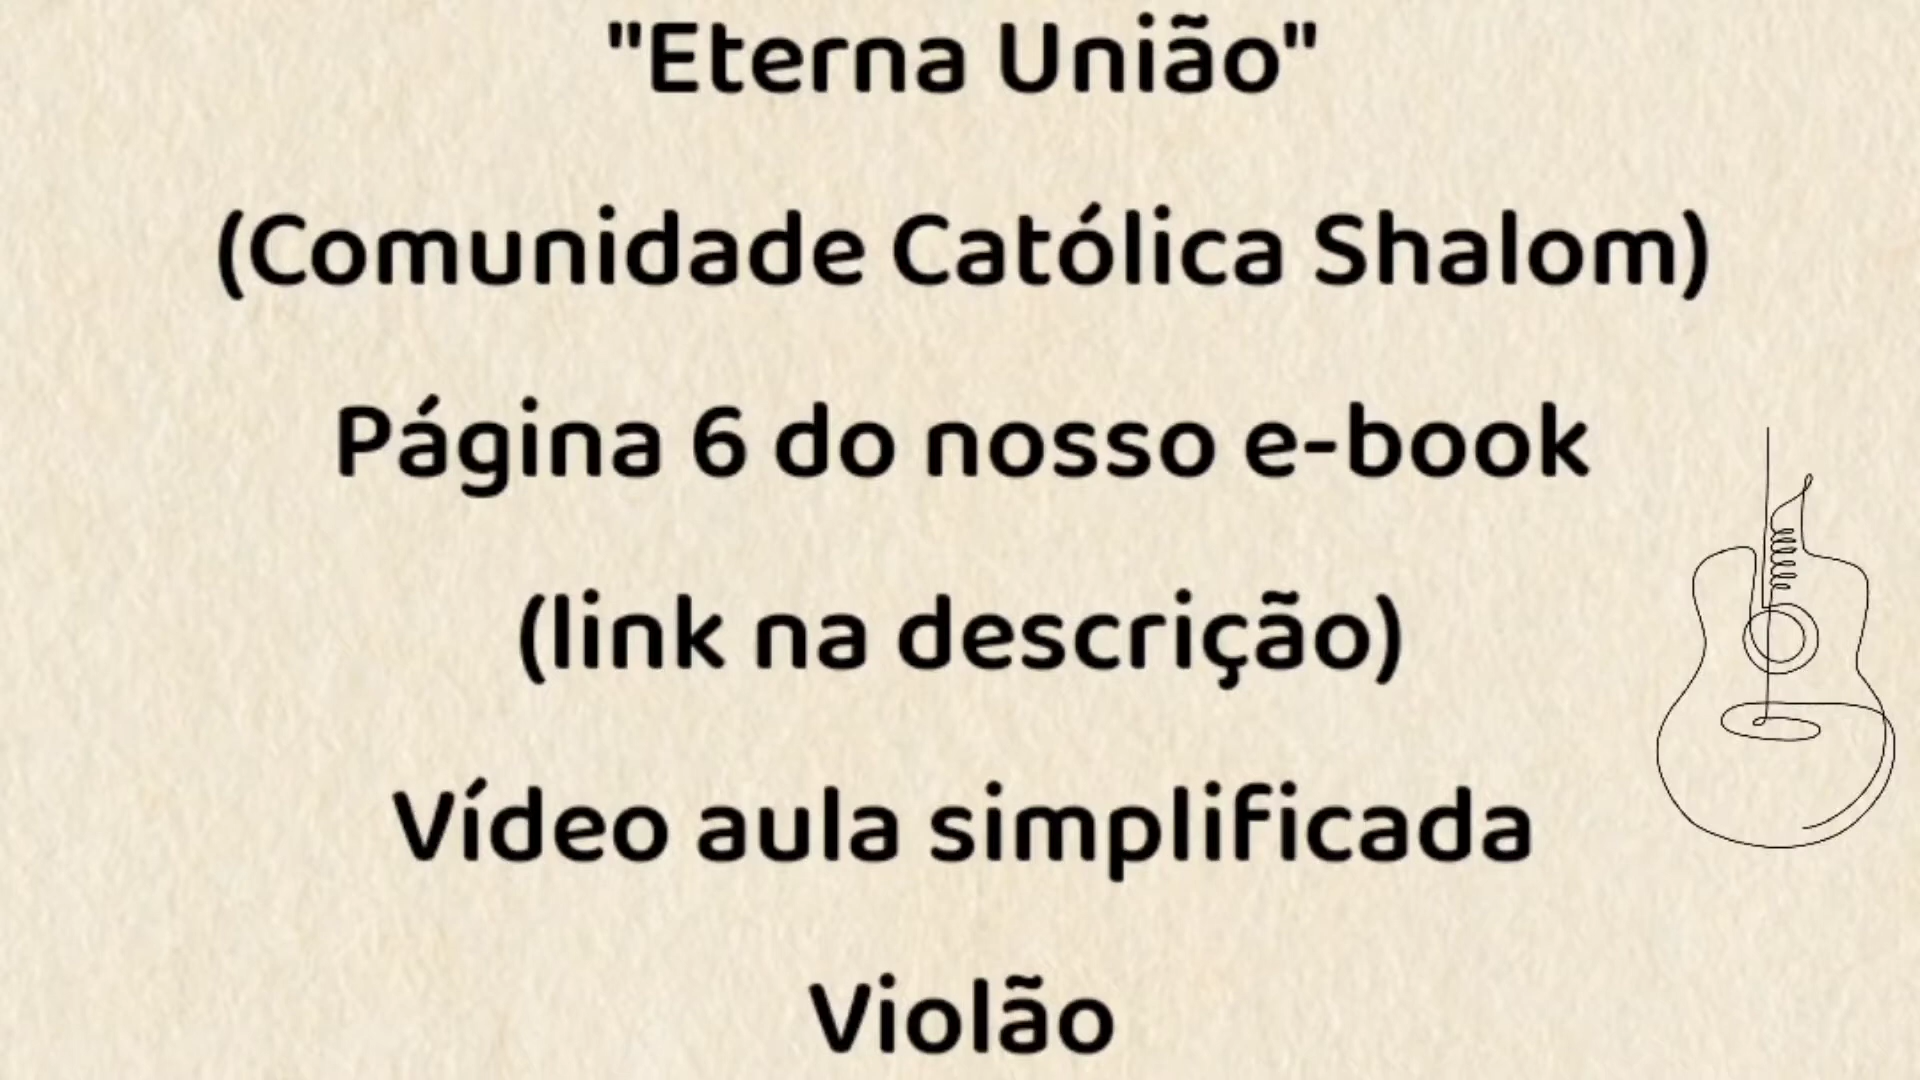 "Eterna União"
(Comunidade Católica Shalom)
Página 6 do nosso e-book
(link na descrição)
Vídeo aula simplificada
Violão